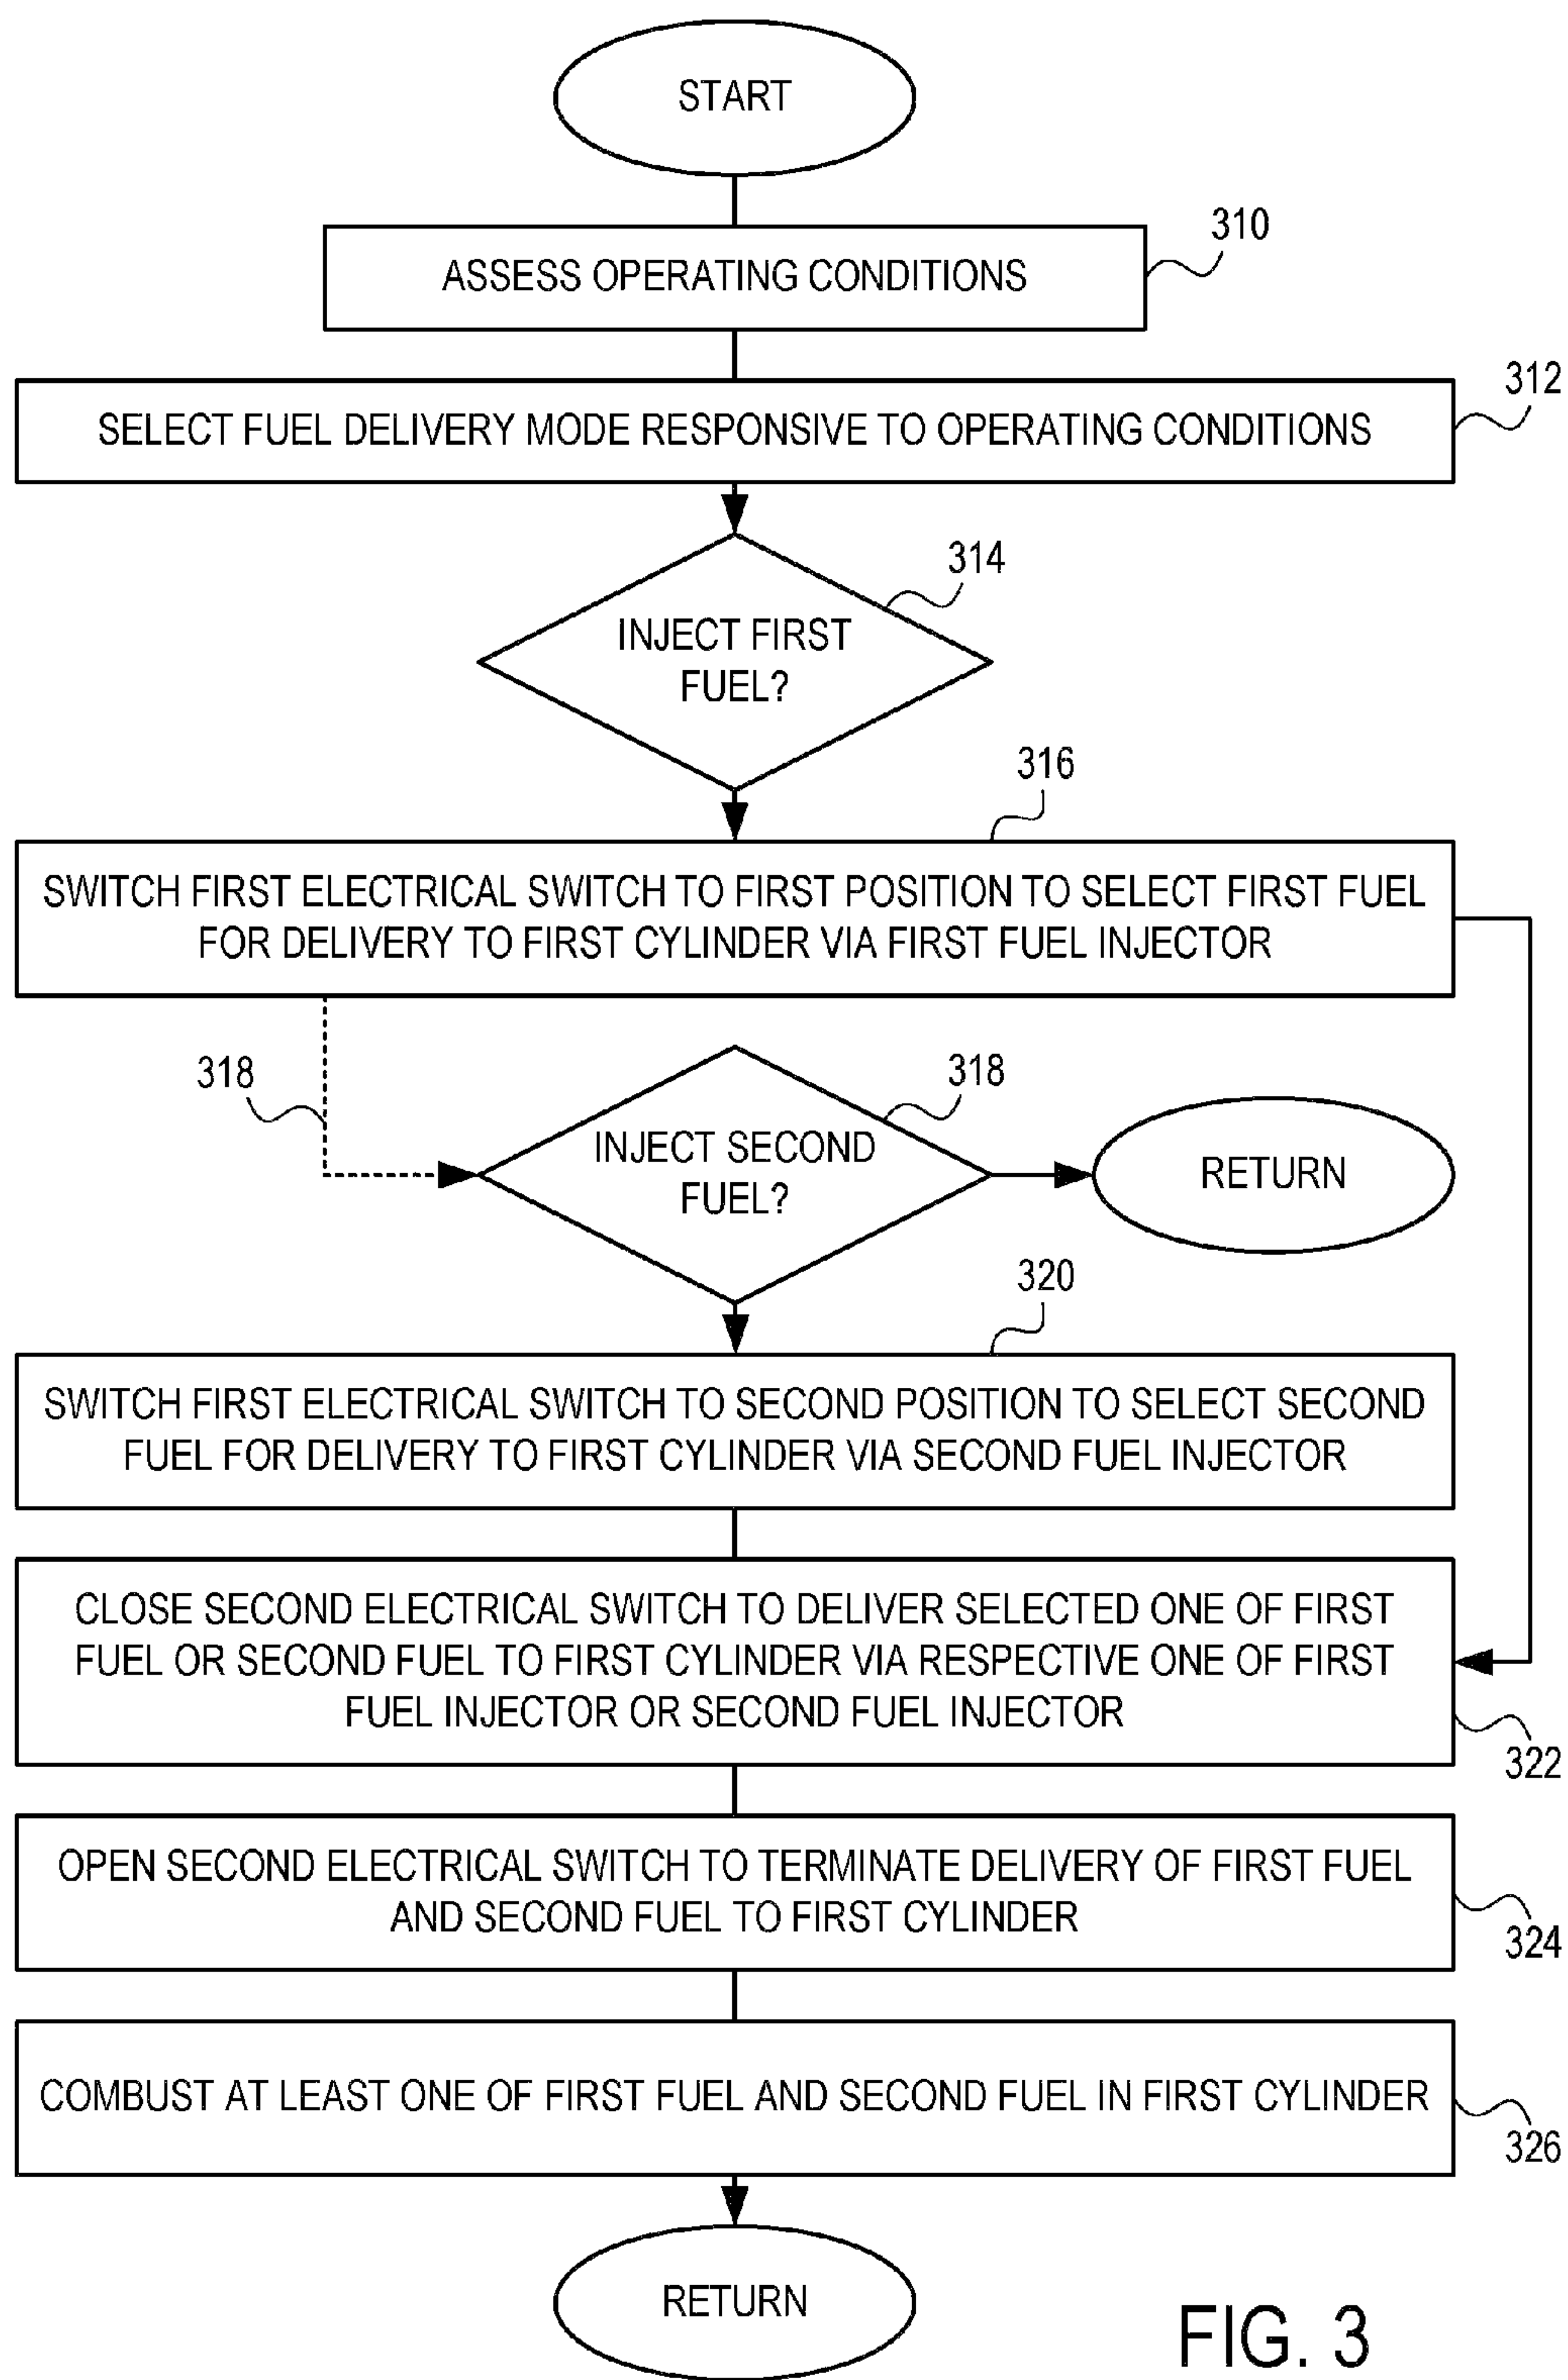 START
310
ASSESS OPERATING CONDITIONS
312
SELECT FUEL DELIVERY MODE RESPONSIVE TO OPERATING CONDITIONS
314
INJECT FIRST
FUEL?
316
SWITCH FIRST ELECTRICAL SWITCH TO FIRST POSITION TO SELECT FIRST FUEL
FOR DELIVERY TO FIRST CYLINDER VIA FIRST FUEL INJECTOR
318
318
INJECT SECOND
FUEL?
RETURN
320
SWITCH FIRST ELECTRICAL SWITCH TO SECOND POSITION TO SELECT SECOND
FUEL FOR DELIVERY TO FIRST CYLINDER VIA SECOND FUEL INJECTOR
CLOSE SECOND ELECTRICAL SWITCH TO DELIVER SELECTED ONE OF FIRST
FUEL OR SECOND FUEL TO FIRST CYLINDER VIA RESPECTIVE ONE OF FIRST
FUEL INJECTOR OR SECOND FUEL INJECTOR
322
OPEN SECOND ELECTRICAL SWITCH TO TERMINATE DELIVERY OF FIRST FUEL
AND SECOND FUEL TO FIRST CYLINDER
324
COMBUST AT LEAST ONE OF FIRST FUEL AND SECOND FUEL IN FIRST CYLINDER
326
RETURN
FIG. 3